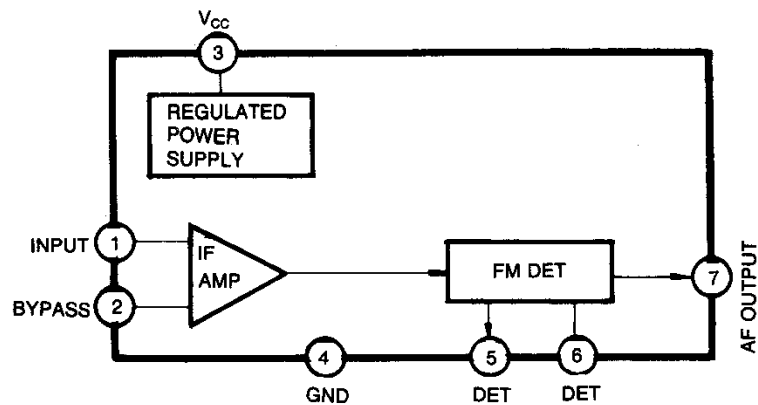 VCC
3
REGULATED
POWER
SUPPLY
INPUT
1
IF
AMP
FM DET
7
AF OUTPUT
BYPASS
2
4
5
6
GND
DET
DET